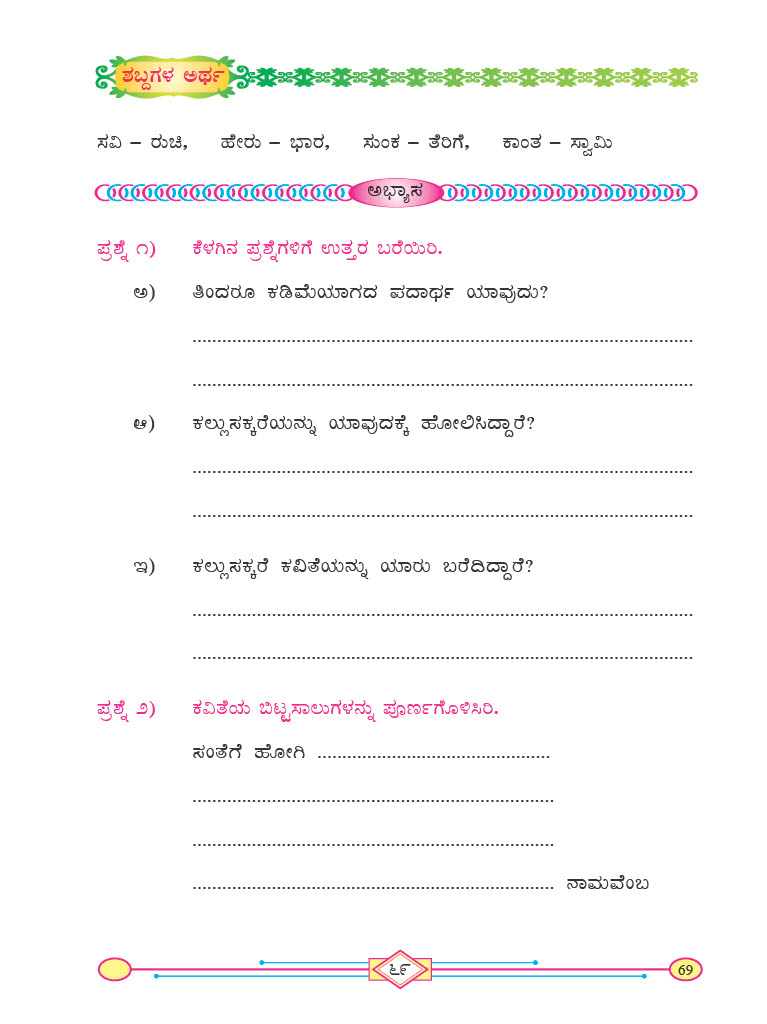 ಶಬ್ದಗಳ ಅರ್ಥ
ಸವಿ – ರುಚಿ, ಹೇರು – ಭಾರ, ಸುಂಕ – ತೆರಿಗೆ, ಕಾಂತ – ಸ್ವಾಮಿ
ಅಭ್ಯಾಸ
ಪ್ರಶ್ನೆ ೧) ಕೆಳಗಿನ ಪ್ರಶ್ನೆಗಳಿಗೆ ಉತ್ತರ ಬರೆಯಿರಿ.
ಅ) ತಿಂದರೂ ಕಡಿಮೆಯಾಗದ ಪದಾರ್ಥ ಯಾವುದು?
....................................................................................................
....................................................................................................
ಆ) ಕಲ್ಲುಸಕ್ಕರೆಯನ್ನು ಯಾವುದಕ್ಕೆ ಹೋಲಿಸಿದ್ದಾರೆ?
....................................................................................................
....................................................................................................
ಇ) ಕಲ್ಲುಸಕ್ಕರೆ ಕವಿತೆಯನ್ನು ಯಾರು ಬರೆದಿದ್ದಾರೆ?
....................................................................................................
....................................................................................................
ಪ್ರಶ್ನೆ ೨) ಕವಿತೆಯ ಬಿಟ್ಟಸಾಲುಗಳನ್ನು ಪೂರ್ಣಗೊಳಿಸಿರಿ.
ಸಂತೆಗೆ ಹೋಗಿ ...............................................
.........................................................................
.........................................................................
......................................................................... ನಾಮವೆಂಬ
೬೯
69